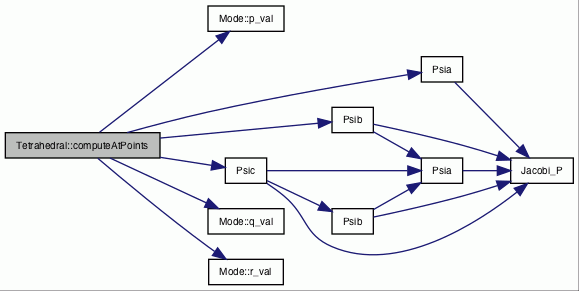 Mode::p_val
Psia
Psib
Tetrahedral::computeAtPoints
Psic
Psia
Jacobi_P
Mode::q_val
Psib
Mode::r_val